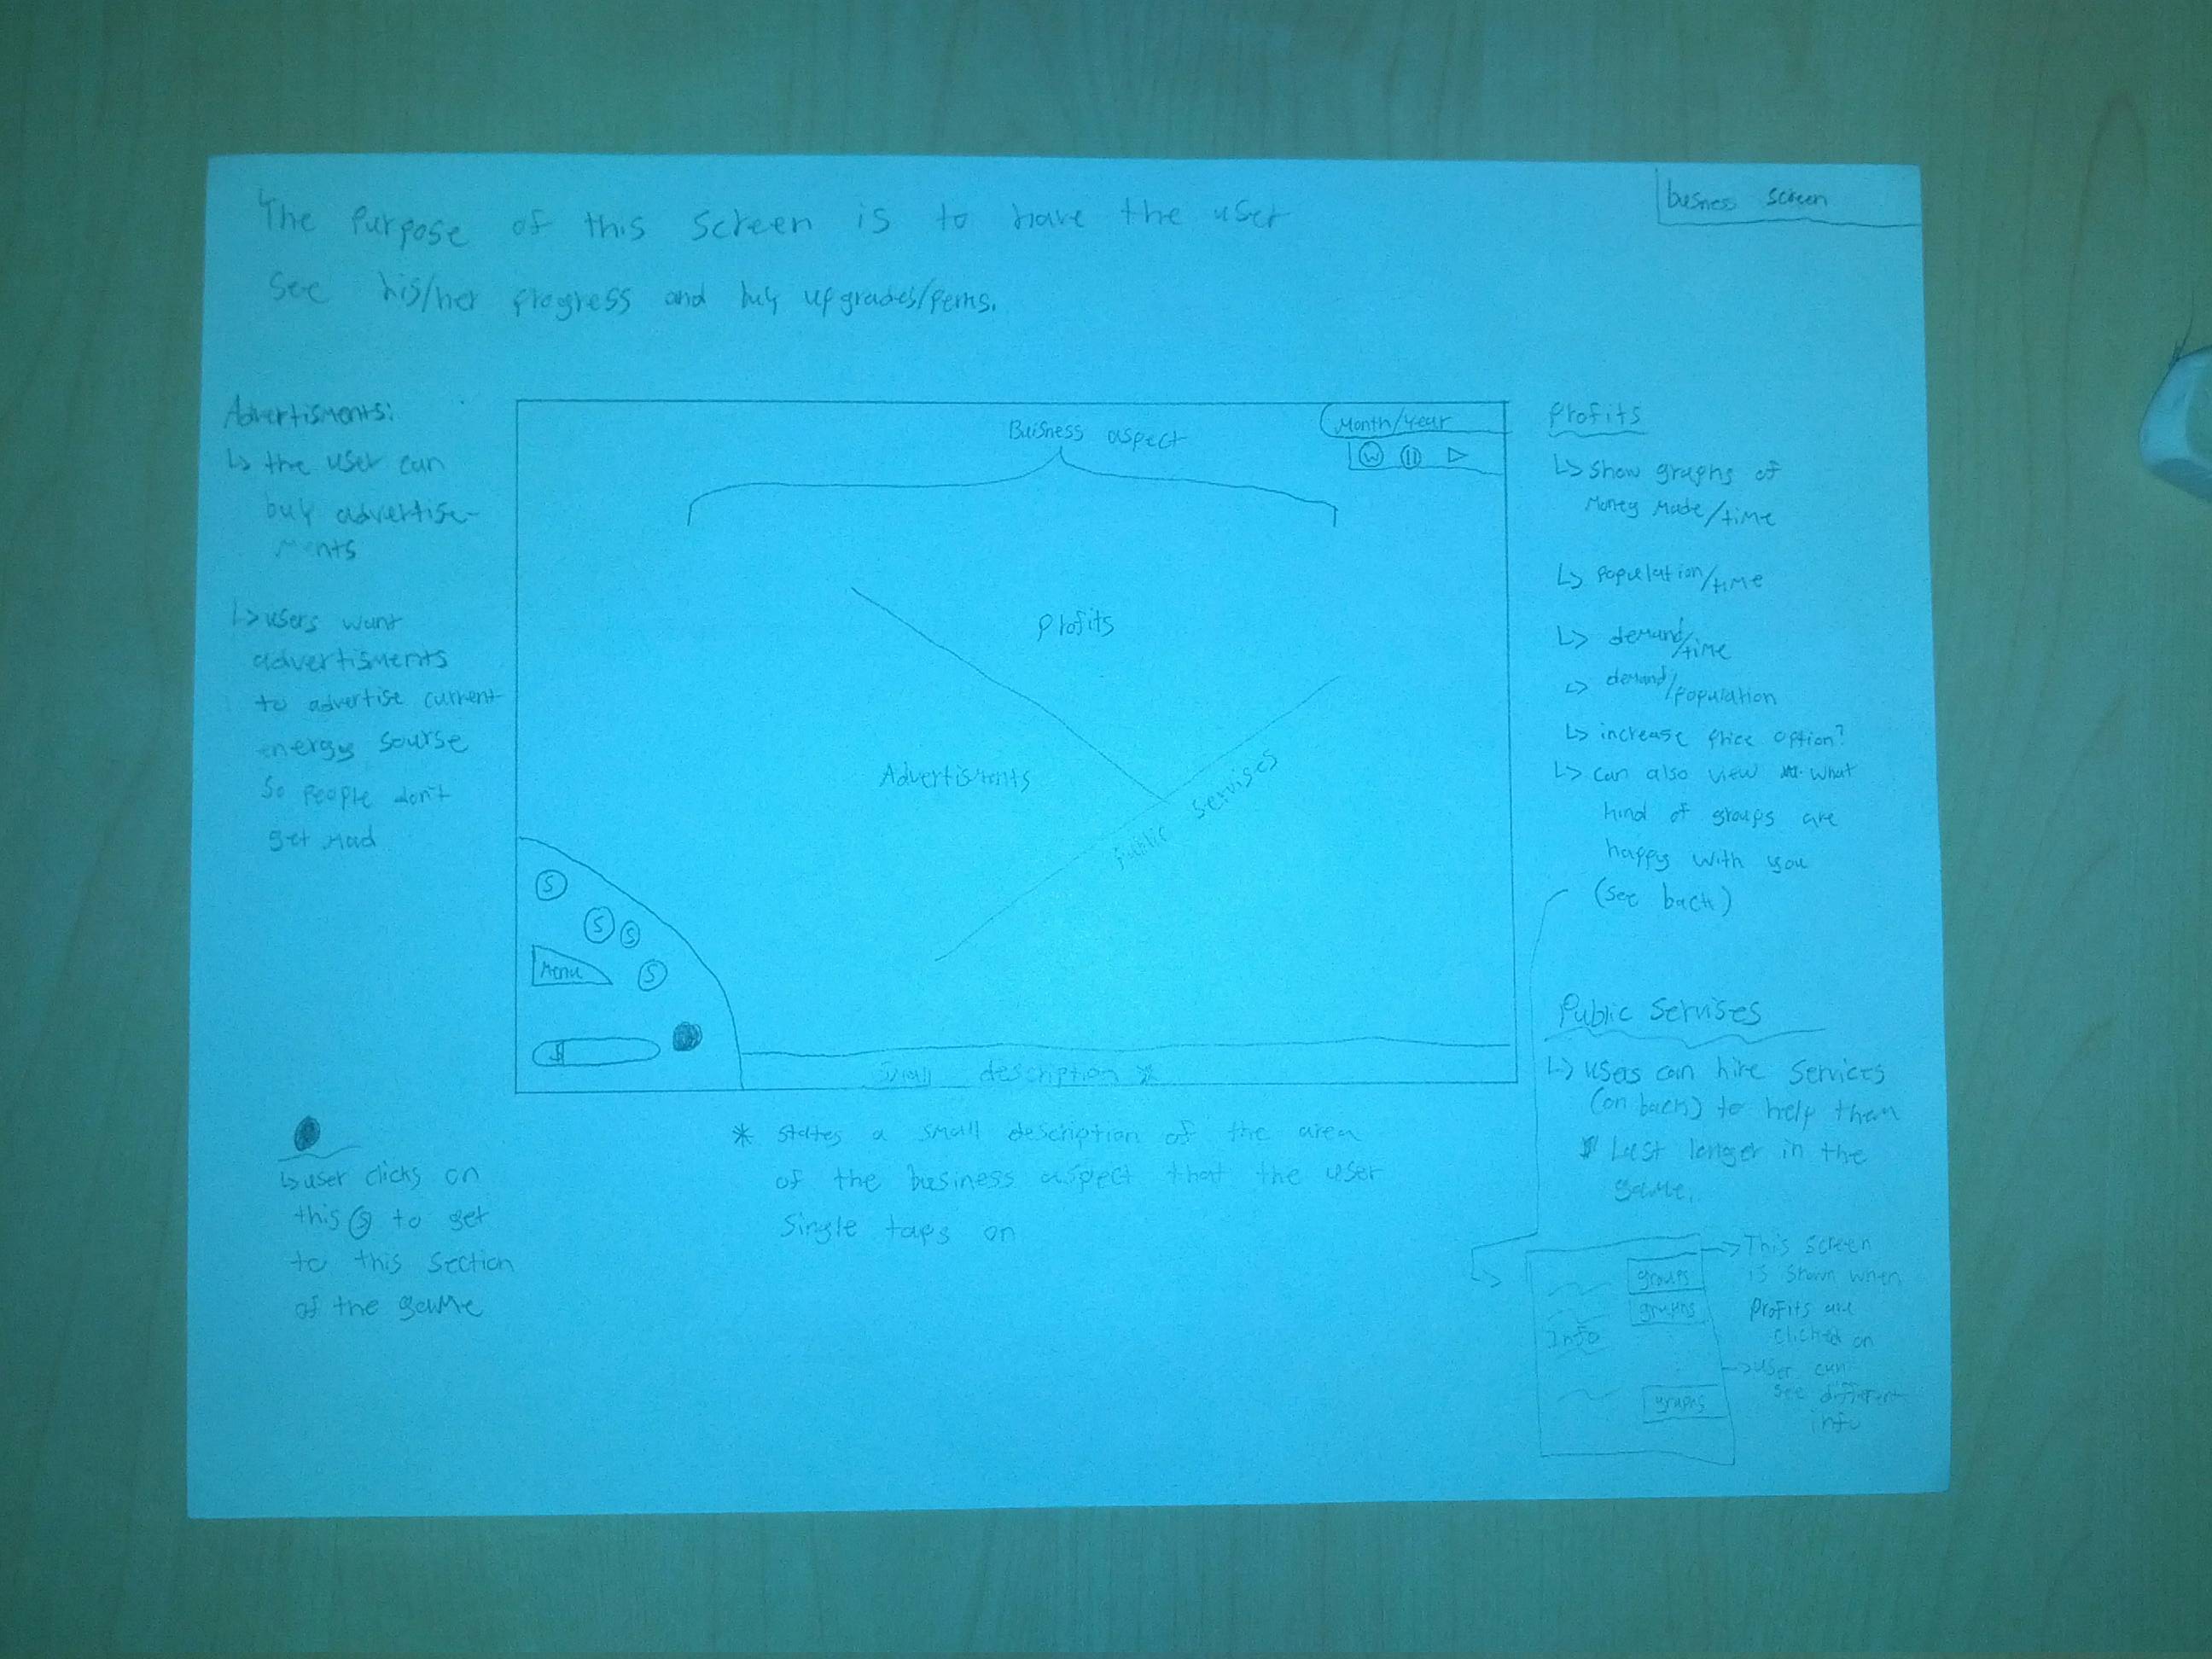 busness screen
The Purpose of this screen is to have the user
see his/her progress and buy upgrades/perks.
Advertisments:
↳ the user can
buy advertise-
ments
↳ users want
advertisments
to advertise current
energy sourse
so people don't
get mad
Buisness aspect
Month/Year
W
Profits
Advertisments
Public Servises
S
S
S
Menu
S
$
Small description *
Profits
↳ Show graphs of
money made/time
↳ Population/time
↳ demand/time
↳ demand/population
↳ increase price option?
↳ can also view what
kind of groups are
happy with you
(see back)
Public Servises
↳ users can hire services
(on back) to help them
Last longer in the
game.
↳ user clicks on
this S to get
to this section
of the game
* states a small description of the area
of the business aspect that the user
single taps on
groups
graphs
Info
graphs
→ This screen
is shown when
Profits are
clicked on
→ user can
see different
info